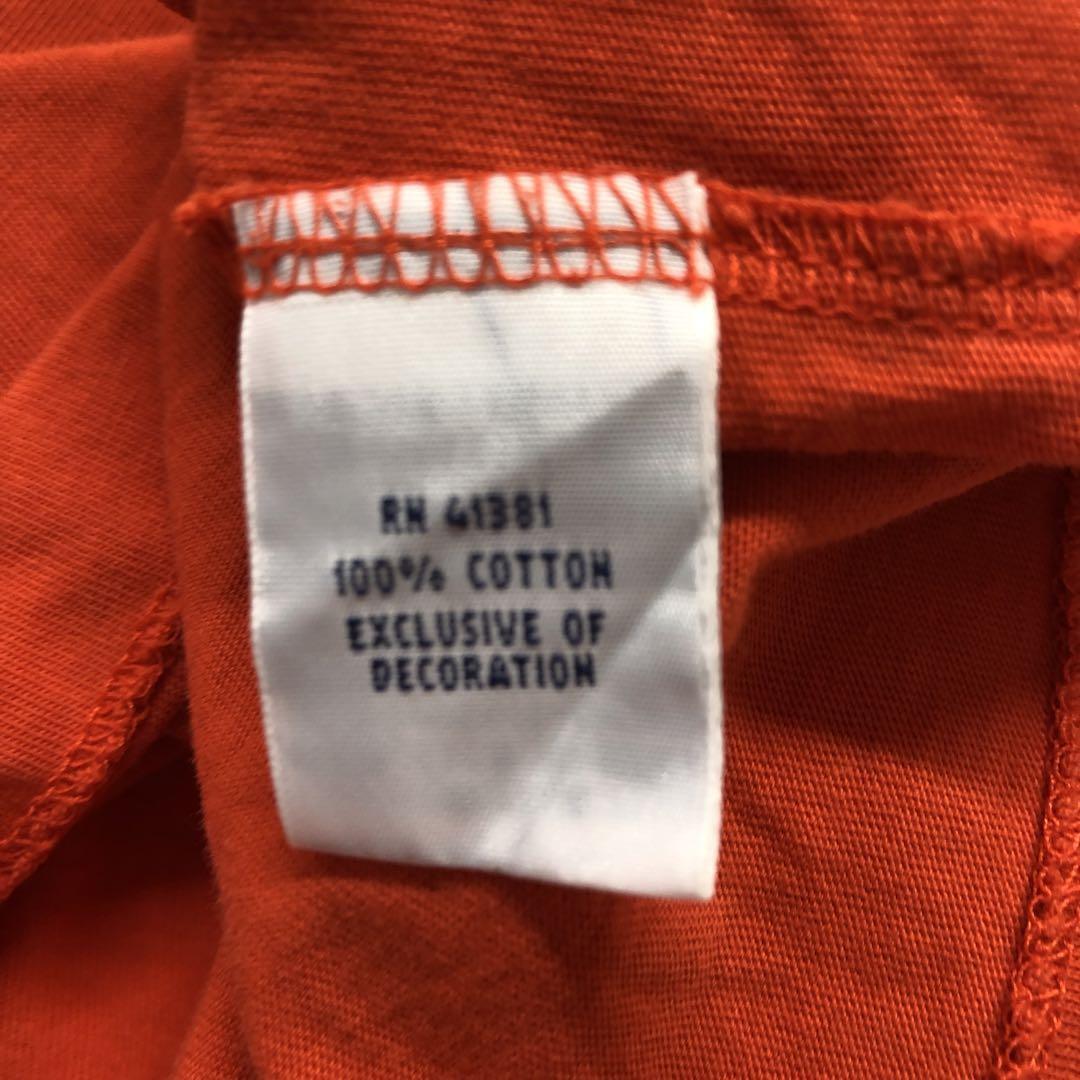 RN 41381
100% COTTON
EXCLUSIVE OF
DECORATION